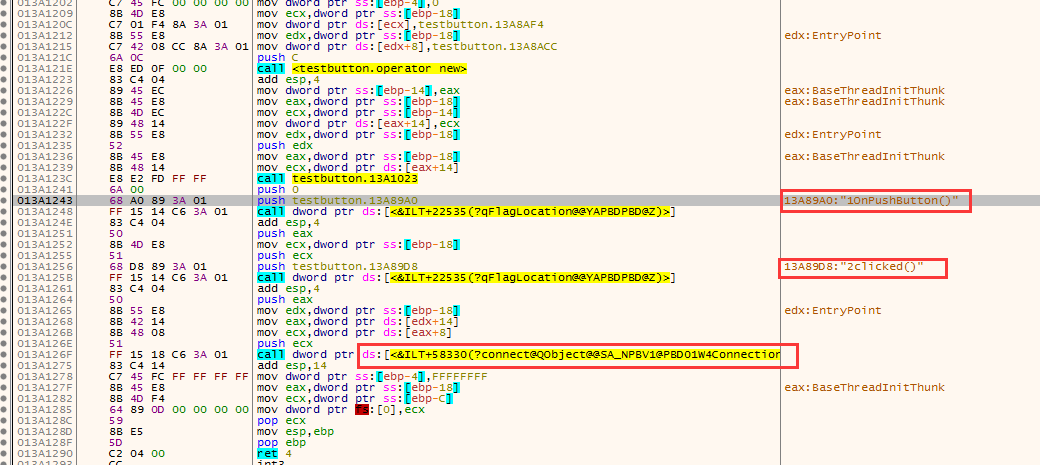 013A1202 C7 45 FC 00 00 00 00 mov dword ptr ss:[ebp-4],0
013A1209 8B 4D E8 mov ecx,dword ptr ss:[ebp-18]
013A120C C7 01 F4 8A 3A 01 mov dword ptr ds:[ecx],testbutton.13A8AF4
013A1212 8B 55 E8 mov edx,dword ptr ss:[ebp-18] edx:EntryPoint
013A1215 C7 42 08 CC 8A 3A 01 mov dword ptr ds:[edx+8],testbutton.13A8ACC
013A121C 6A 0C push C
013A121E E8 ED 0F 00 00 call <testbutton.operator new>
013A1223 83 C4 04 add esp,4
013A1226 89 45 EC mov dword ptr ss:[ebp-14],eax eax:BaseThreadInitThunk
013A1229 8B 45 E8 mov eax,dword ptr ss:[ebp-18] eax:BaseThreadInitThunk
013A122C 8B 4D EC mov ecx,dword ptr ss:[ebp-14]
013A122F 89 48 14 mov dword ptr ds:[eax+14],ecx
013A1232 8B 55 E8 mov edx,dword ptr ss:[ebp-18] edx:EntryPoint
013A1235 52 push edx
013A1236 8B 45 E8 mov eax,dword ptr ss:[ebp-18] eax:BaseThreadInitThunk
013A1239 8B 48 14 mov ecx,dword ptr ds:[eax+14]
013A123C E8 E2 FD FF FF call testbutton.13A1023
013A1241 6A 00 push 0
013A1243 68 A0 89 3A 01 push testbutton.13A89A0 13A89A0:"1OnPushButton()"
013A1248 FF 15 14 C6 3A 01 call dword ptr ds:[<&ILT+22535(?qFlagLocation@@YAPBDPBD@Z)>]
013A124E 83 C4 04 add esp,4
013A1251 50 push eax
013A1252 8B 4D E8 mov ecx,dword ptr ss:[ebp-18]
013A1255 51 push ecx
013A1256 68 D8 89 3A 01 push testbutton.13A89D8 13A89D8:"2clicked()"
013A125B FF 15 14 C6 3A 01 call dword ptr ds:[<&ILT+22535(?qFlagLocation@@YAPBDPBD@Z)>]
013A1261 83 C4 04 add esp,4
013A1264 50 push eax
013A1265 8B 55 E8 mov edx,dword ptr ss:[ebp-18] edx:EntryPoint
013A1268 8B 42 14 mov eax,dword ptr ds:[edx+14]
013A126B 8B 48 08 mov ecx,dword ptr ds:[eax+8]
013A126E 51 push ecx
013A126F FF 15 18 C6 3A 01 call dword ptr ds:[<&ILT+58330(?connect@QObject@@SA_NPBV1@PBD01W4Connection
013A1275 83 C4 14 add esp,14
013A1278 C7 45 FC FF FF FF FF mov dword ptr ss:[ebp-4],FFFFFFFF
013A127F 8B 45 E8 mov eax,dword ptr ss:[ebp-18] eax:BaseThreadInitThunk
013A1282 8B 4D F4 mov ecx,dword ptr ss:[ebp-C]
013A1285 64 89 0D 00 00 00 00 mov dword ptr fs:[0],ecx
013A128C 59 pop ecx
013A128D 8B E5 mov esp,ebp
013A128F 5D pop ebp
013A1290 C2 04 00 ret 4
013A1293 CC int3